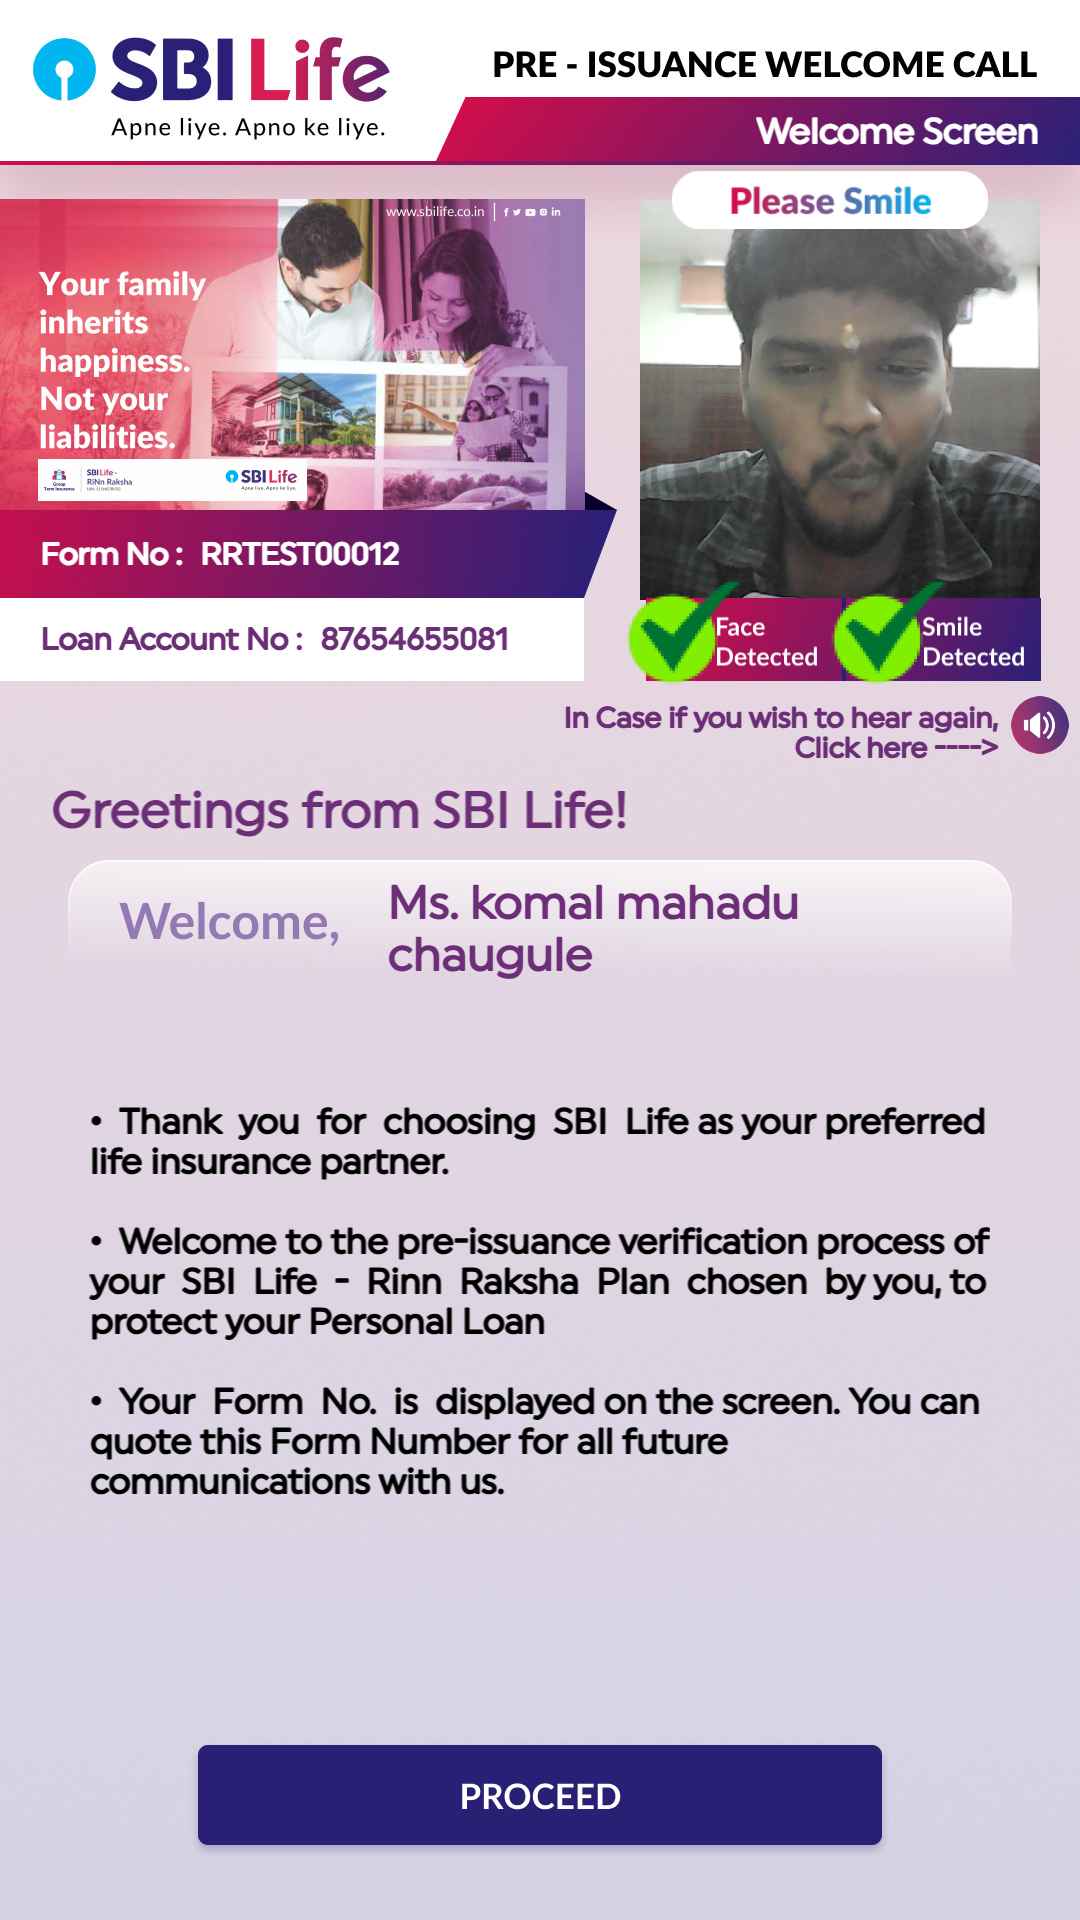 SBI Life
Apne liye. Apno ke liye.
PRE - ISSUANCE WELCOME CALL
Welcome Screen
Please Smile
www.sbilife.co.in
Your family
inherits
happiness.
Not your
liabilities.
Group
Term Insurance
SBI Life -
RiNn Raksha
SBI Life
Apne liye. Apno ke liye.
Form No : RRTEST00012
Loan Account No : 87654655081
Face
Detected
Smile
Detected
In Case if you wish to hear again,
Click here ---->
Greetings from SBI Life!
Welcome,
Ms. komal mahadu
chaugule
• Thank you for choosing SBI Life as your preferred
life insurance partner.
• Welcome to the pre-issuance verification process of
your SBI Life - Rinn Raksha Plan chosen by you, to
protect your Personal Loan
• Your Form No. is displayed on the screen. You can
quote this Form Number for all future
communications with us.
PROCEED